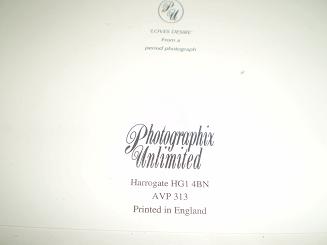 PU
'LOVES DESIRE'
From a
period photograph
Photographix
Unlimited
Harrogate HG1 4BN
AVP 313
Printed in England